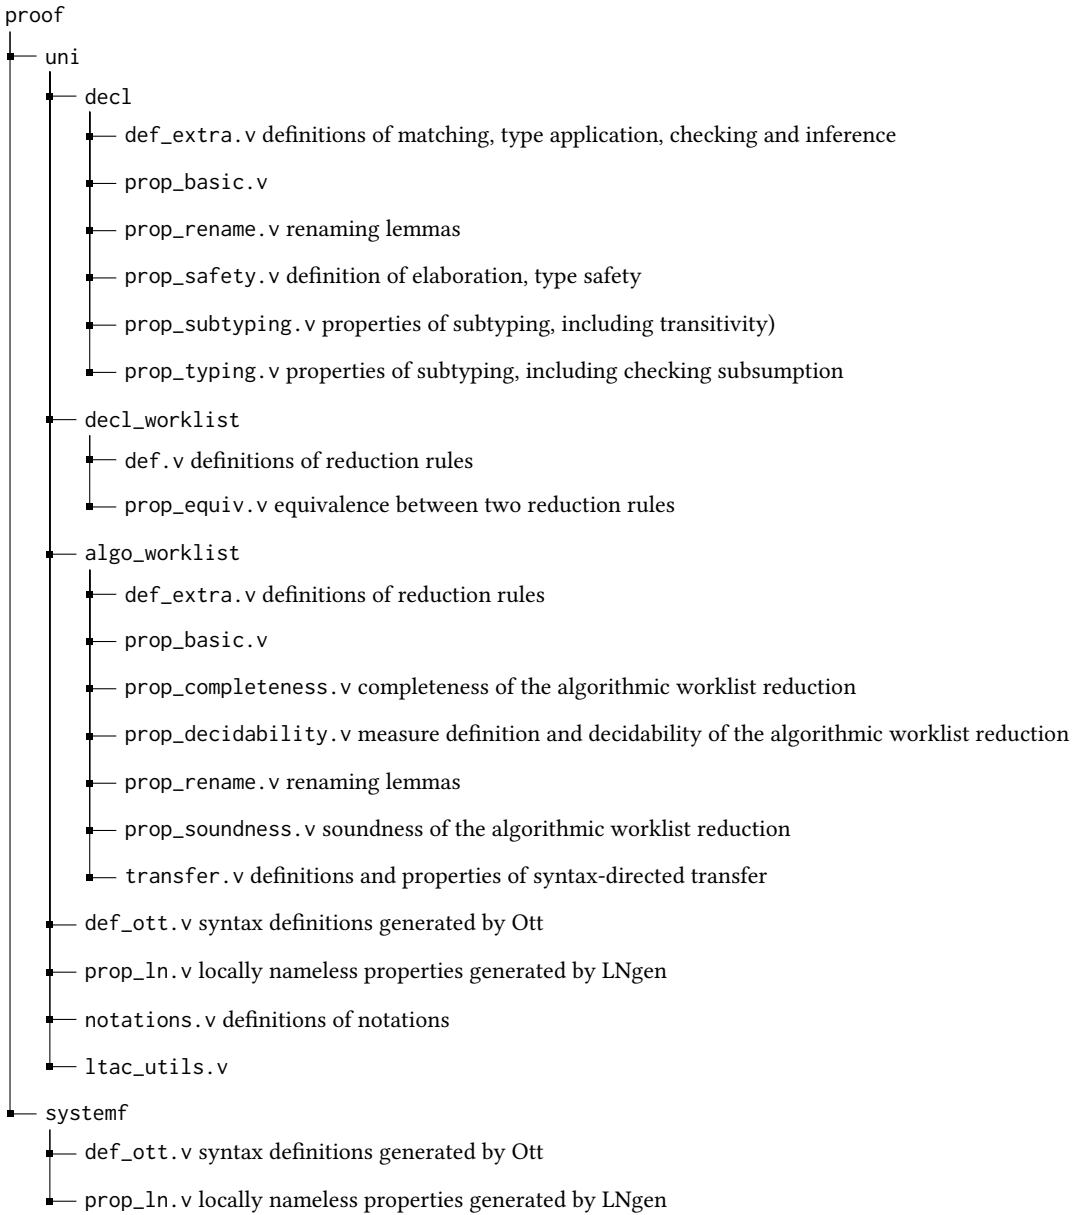 proof
uni
decl
def_extra.v definitions of matching, type application, checking and inference
prop_basic.v
prop_rename.v renaming lemmas
prop_safety.v definition of elaboration, type safety
prop_subtyping.v properties of subtyping, including transitivity)
prop_typing.v properties of subtyping, including checking subsumption
decl_worklist
def.v definitions of reduction rules
prop_equiv.v equivalence between two reduction rules
algo_worklist
def_extra.v definitions of reduction rules
prop_basic.v
prop_completeness.v completeness of the algorithmic worklist reduction
prop_decidability.v measure definition and decidability of the algorithmic worklist reduction
prop_rename.v renaming lemmas
prop_soundness.v soundness of the algorithmic worklist reduction
transfer.v definitions and properties of syntax-directed transfer
def_ott.v syntax definitions generated by Ott
prop_ln.v locally nameless properties generated by LNgen
notations.v definitions of notations
ltac_utils.v
systemf
def_ott.v syntax definitions generated by Ott
prop_ln.v locally nameless properties generated by LNgen